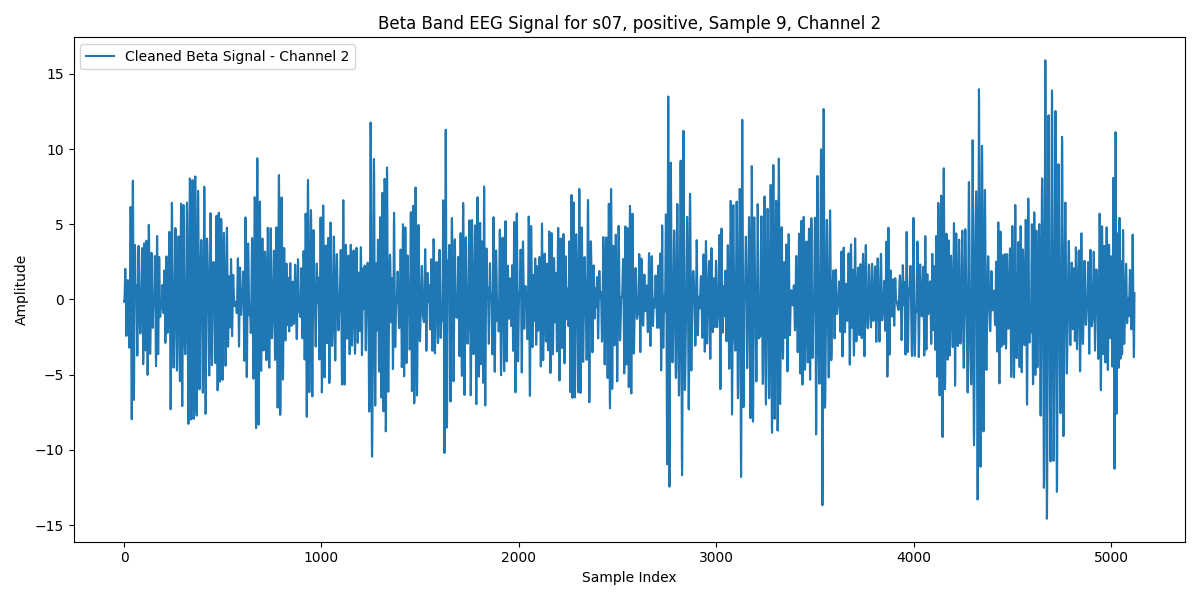 Beta Band EEG Signal for s07, positive, Sample 9, Channel 2
Cleaned Beta Signal - Channel 2
Amplitude
15
10
5
0
−5
−10
−15
0 1000 2000 3000 4000 5000
Sample Index